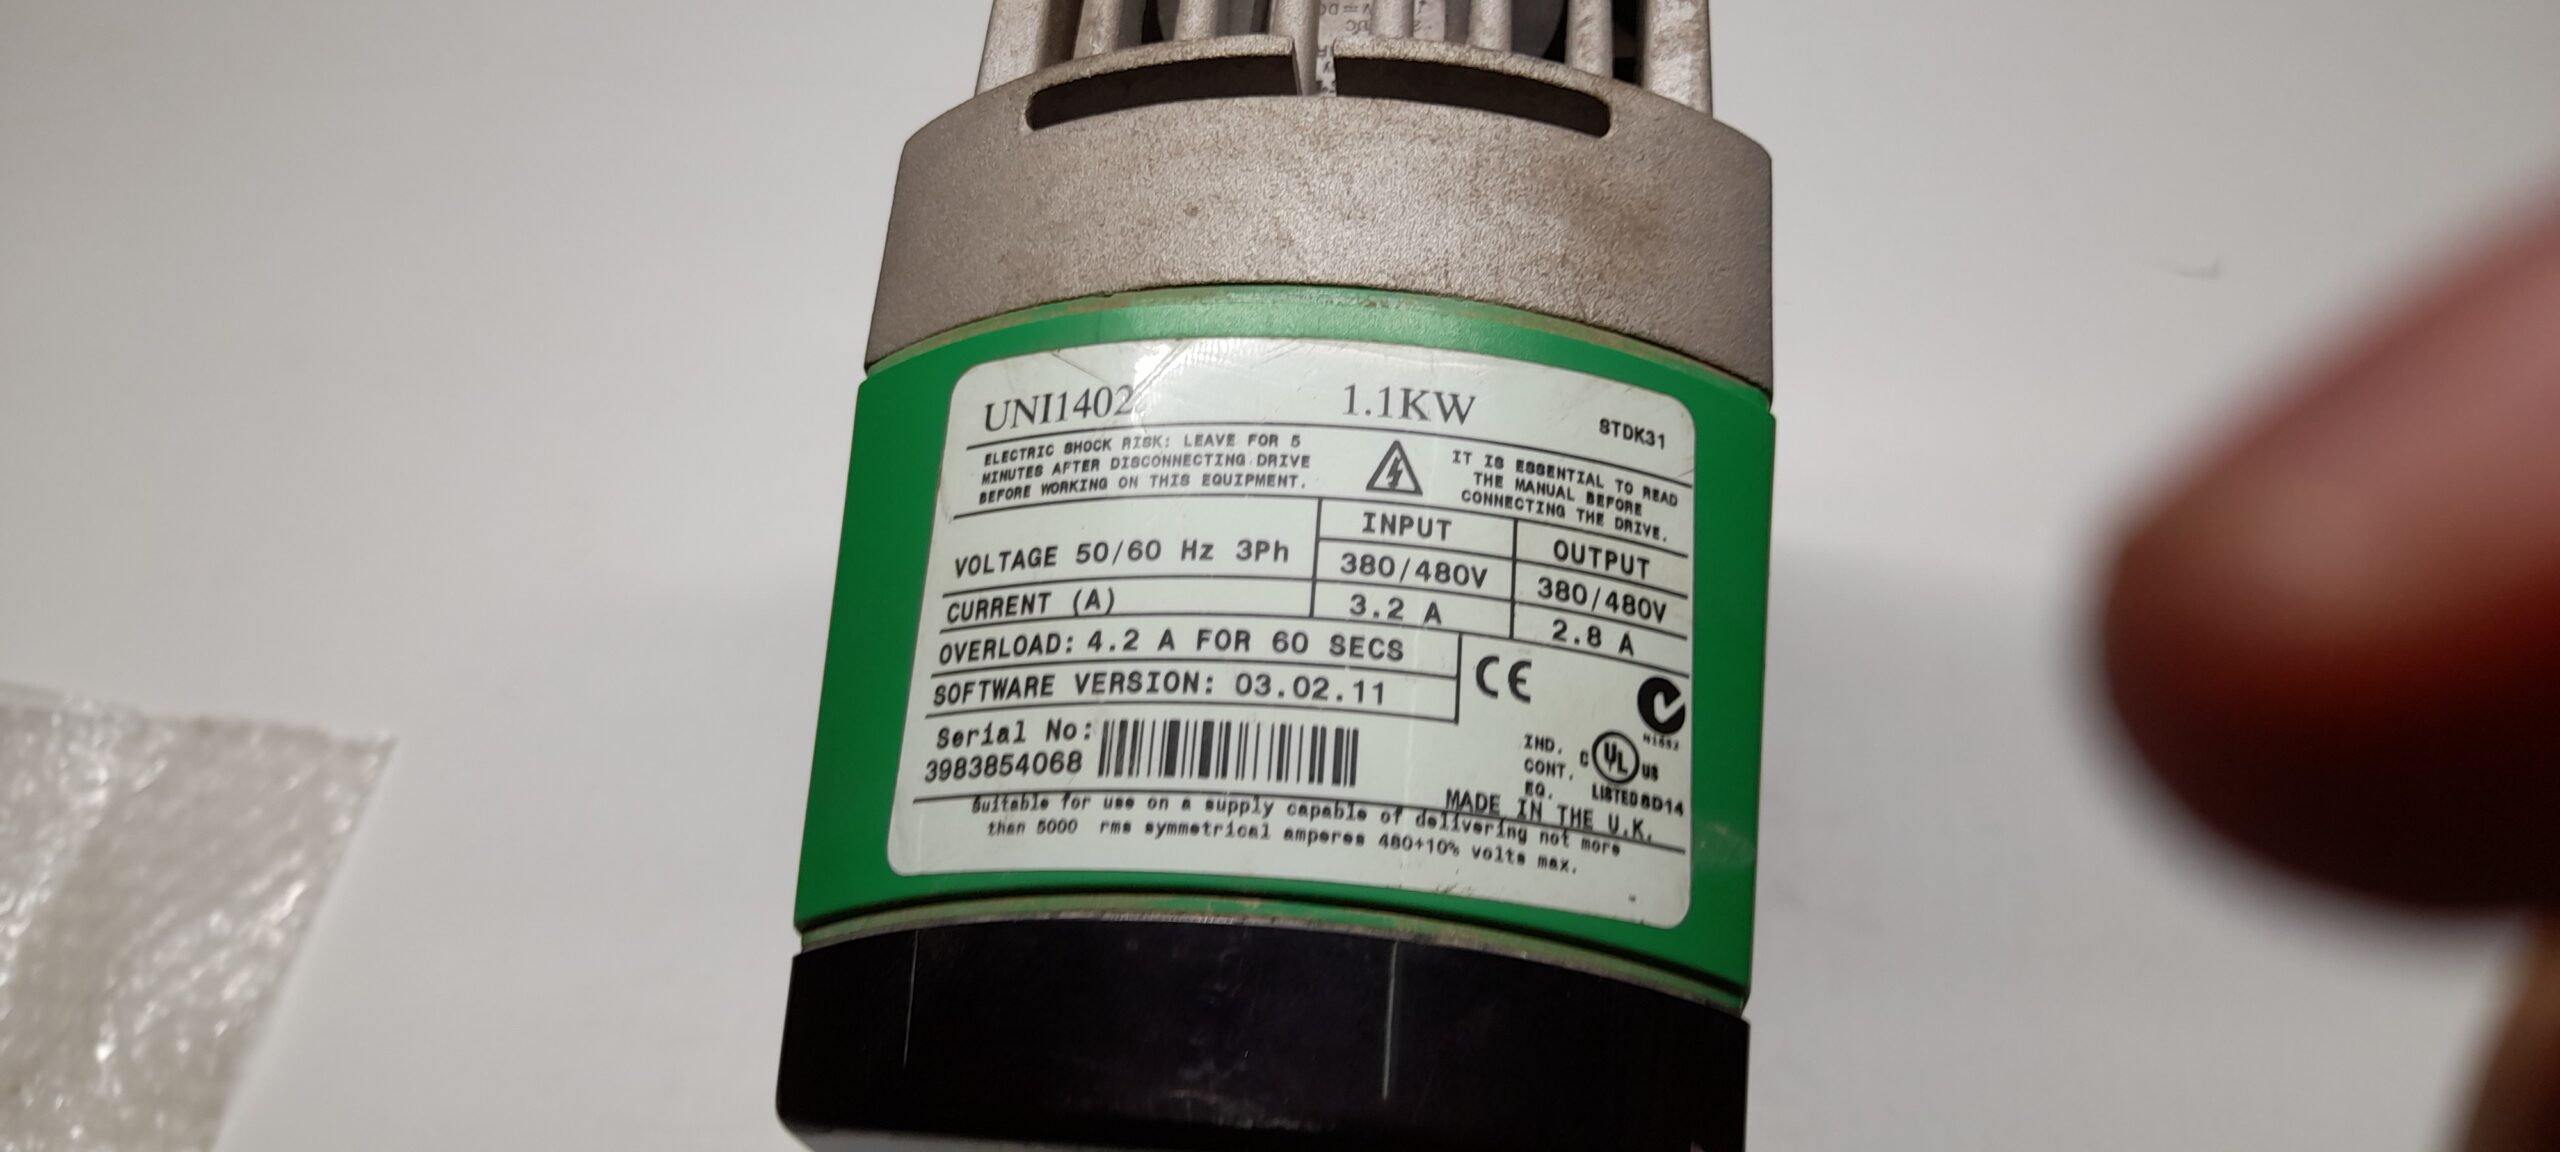 UNI1402 1.1KW STDK31
ELECTRIC SHOCK RISK: LEAVE FOR 5
MINUTES AFTER DISCONNECTING DRIVE
BEFORE WORKING ON THIS EQUIPMENT.
IT IS ESSENTIAL TO READ
THE MANUAL BEFORE
CONNECTING THE DRIVE.
INPUT OUTPUT
VOLTAGE 50/60 Hz 3Ph 380/480V 380/480V
CURRENT (A) 3.2 A 2.8 A
OVERLOAD: 4.2 A FOR 60 SECS
SOFTWARE VERSION: 03.02.11
CE
Serial No:
3983854068
N1652
IND.
CONT.
EQ.
C UL US
LISTED 8D14
MADE IN THE U.K.
Suitable for use on a supply capable of delivering not more
than 5000 rms symmetrical amperes 480+10% volts max.